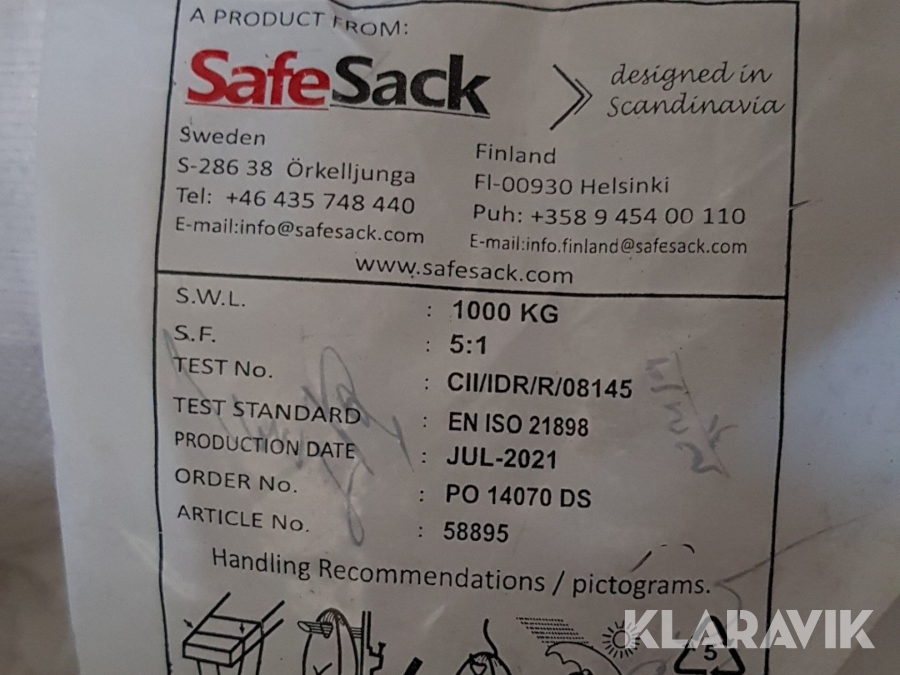 A PRODUCT FROM:
SafeSack
designed in
Scandinavia
Sweden
S-286 38 Örkelljunga
Tel: +46 435 748 440
E-mail:info@safesack.com
Finland
FI-00930 Helsinki
Puh: +358 9 454 00 110
E-mail:info.finland@safesack.com
www.safesack.com
S.W.L. : 1000 KG
S.F. : 5:1
TEST No. : CII/IDR/R/08145
TEST STANDARD : EN ISO 21898
PRODUCTION DATE : JUL-2021
ORDER No. : PO 14070 DS
ARTICLE No. : 58895
Handling Recommendations / pictograms.
KLARAVIK
5